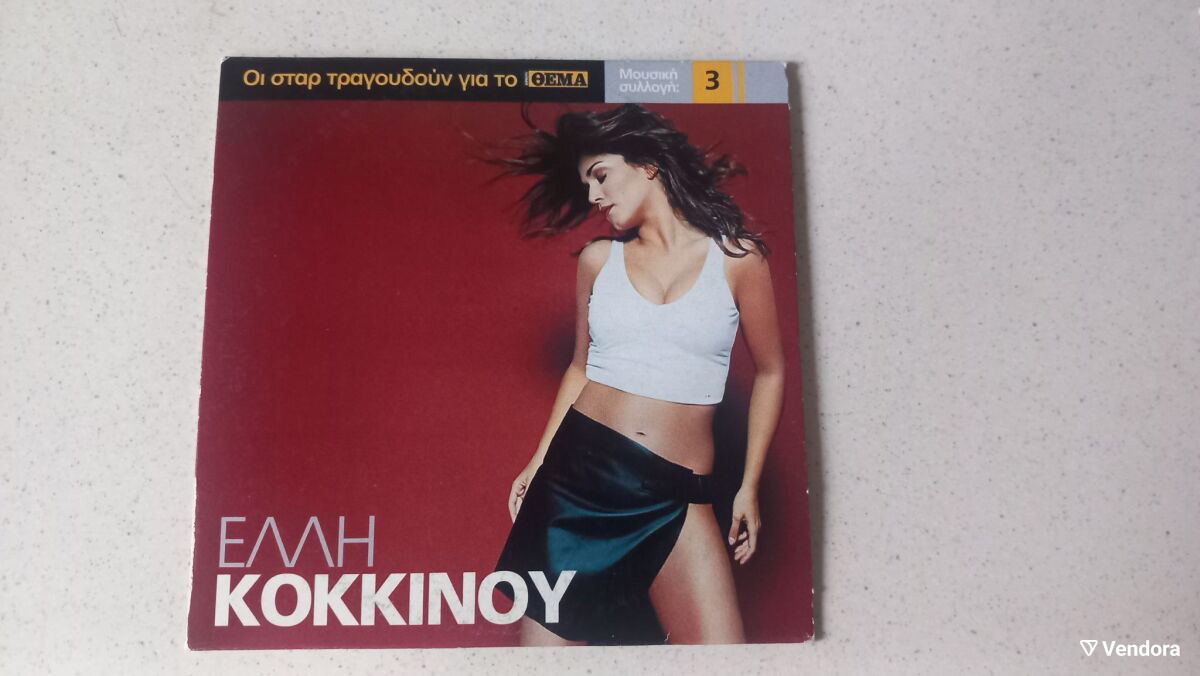 Οι σταρ τραγουδούν για το ΘΕΜΑ
Μουσική
συλλογή:
3
ΕΛΛΗ
ΚΟΚΚΙΝΟΥ
Vendora